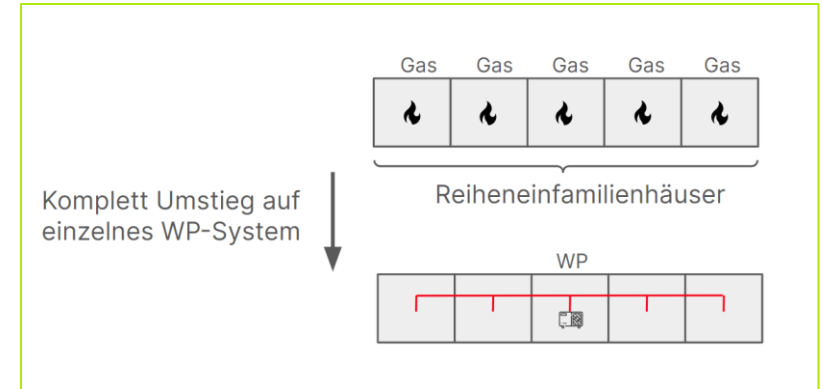 Gas Gas Gas Gas Gas
Reiheneinfamilienhäuser
Komplett Umstieg auf
einzelnes WP-System
WP